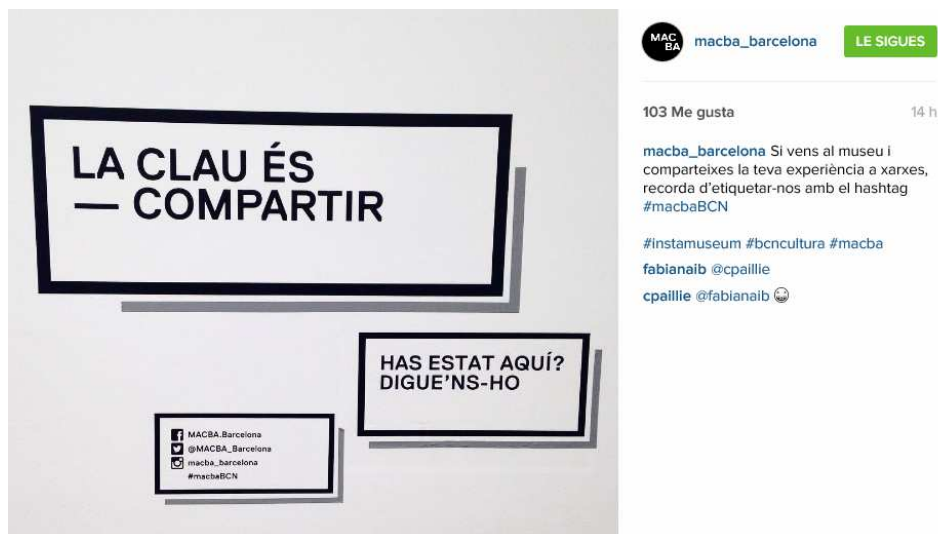 LA CLAU ÉS
— COMPARTIR
HAS ESTAT AQUÍ?
DIGUE'NS-HO
MACBA.Barcelona
@MACBA_Barcelona
macba_barcelona
#macbaBCN
MAC
BA
macba_barcelona
LE SIGUES
103 Me gusta
14 h
macba_barcelona Si vens al museu i
comparteixes la teva experiència a xarxes,
recorda d'etiquetar-nos amb el hashtag
#macbaBCN
#instamuseum #bcncultura #macba
fabianaib @cpaillie
cpaillie @fabianaib 😀